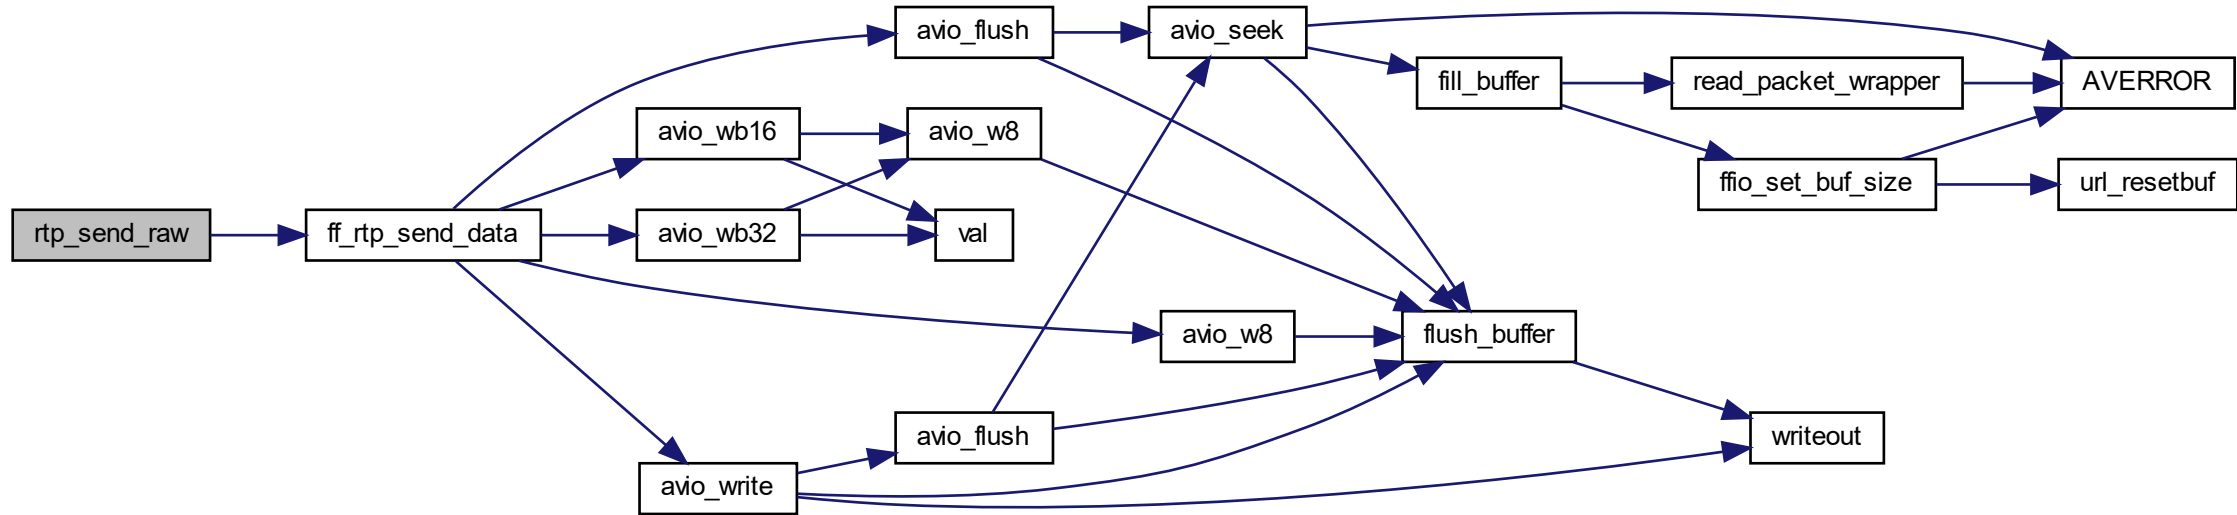 rtp_send_raw
ff_rtp_send_data
avio_flush
avio_wb16
avio_wb32
avio_write
avio_w8
val
avio_flush
avio_seek
avio_w8
fill_buffer
flush_buffer
read_packet_wrapper
ffio_set_buf_size
writeout
AVERROR
url_resetbuf